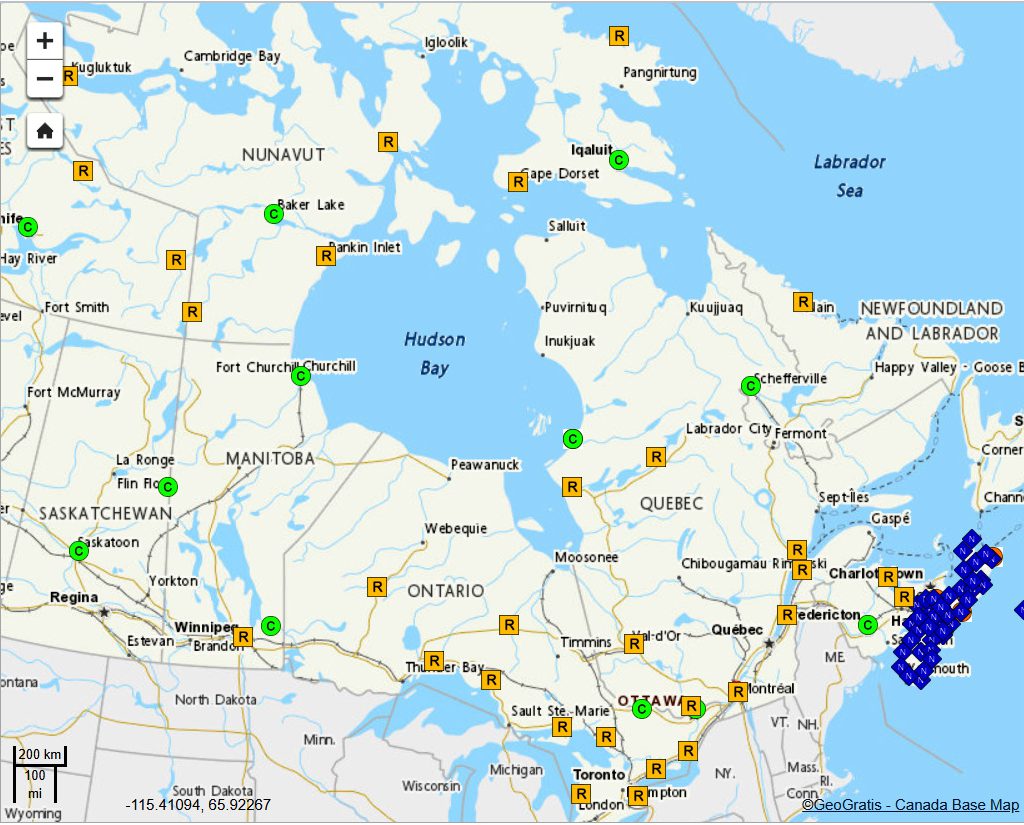 +
−
Kugluktuk
Cambridge Bay
Igloolik
R
R
Pangnirtung
NUNAVUT
R
R
Iqaluit
C
R
Cape Dorset
Labrador
Sea
C
Baker Lake
C
Hay River
R
R
Rankin Inlet
Salluit
Fort Smith
R
Puvirnituq
Kuujjuaq
R
Nain
NEWFOUNDLAND
AND LABRADOR
Hudson
Bay
Inukjuak
Fort Churchill
Churchill
C
C
Schefferville
Happy Valley - Goose B
Fort McMurray
C
R
Labrador City
Fermont
La Ronge
MANITOBA
Peawanuck
Flin Flo
C
R
QUEBEC
Sept-Îles
Corner
SASKATCHEWAN
Webequie
Gaspé
Saskatoon
C
Moosonee
R
Chibougamau
Rimouski
R
Charlottetown
R
Yorkton
ONTARIO
R
R
Regina
Winnipeg
C
R
R
Fredericton
C
Estevan
Brandon
R
Timmins
R
Val-d'Or
Québec
ME
mouth
Thunder Bay
R
R
North Dakota
Sault Ste.-Marie
R
R
OTTAWA
C
R
R
Montréal
VT.
NH.
Minn.
Michigan
Wisconsin
R
R
Toronto
R
R
London
NY.
Mass.
RI.
Conn.
South Dakota
Wyoming
200 km
100
mi
-115.41094, 65.92267
©GeoGratis - Canada Base Map